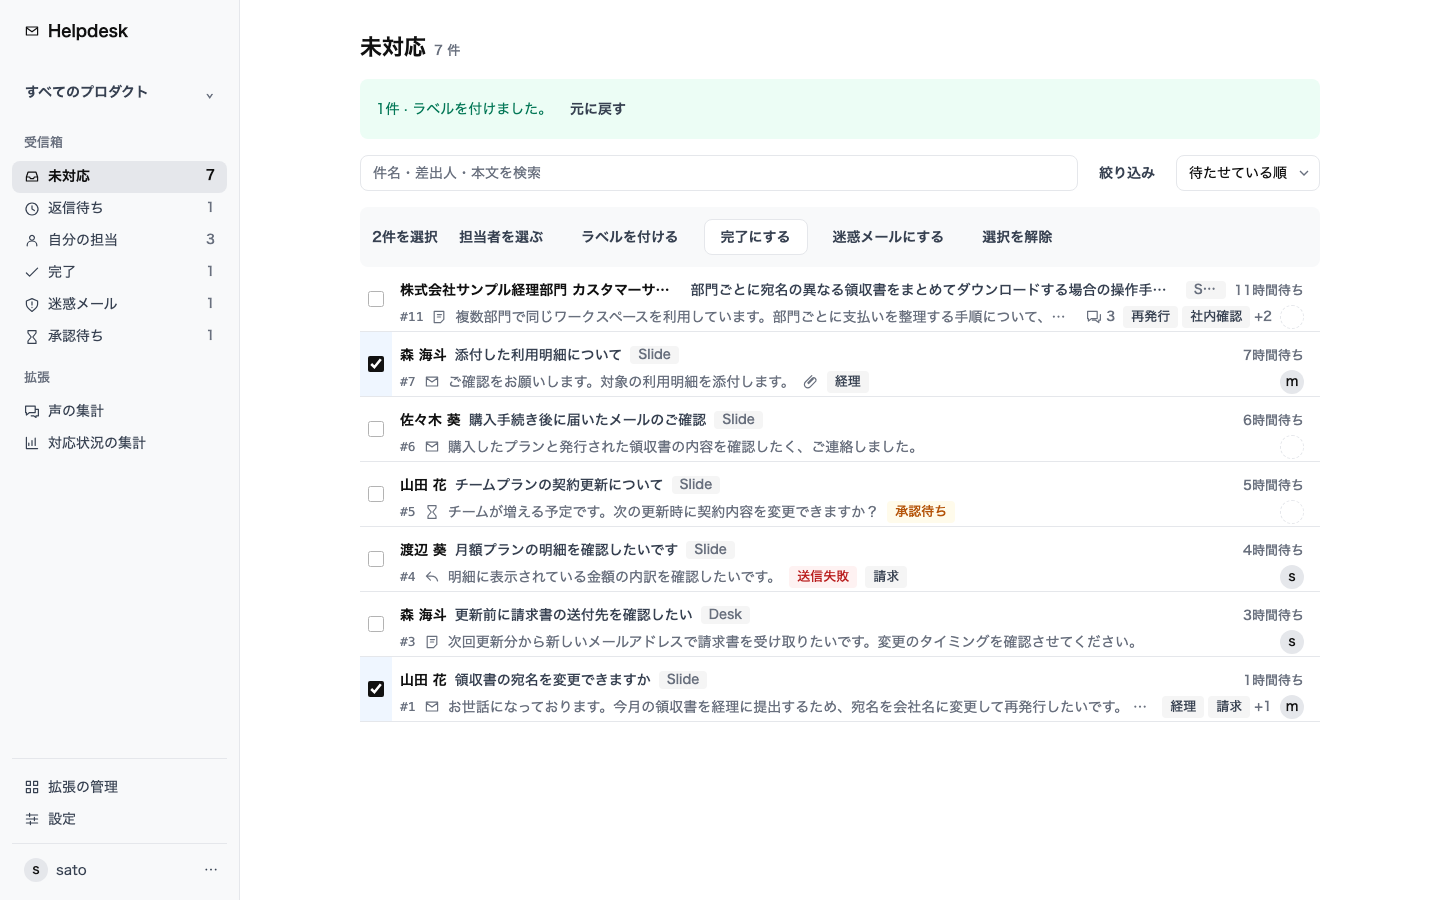 Helpdesk
すべてのプロダクト
受信箱
未対応 7
返信待ち 1
自分の担当 3
完了 1
迷惑メール 1
承認待ち 1
拡張
声の集計
対応状況の集計
拡張の管理
設定
s sato …
未対応 7 件
1件 · ラベルを付けました。 元に戻す
件名・差出人・本文を検索 絞り込み 待たせている順
2件を選択 担当者を選ぶ ラベルを付ける 完了にする 迷惑メールにする 選択を解除
株式会社サンプル経理部門 カスタマーサ… 部門ごとに宛名の異なる領収書をまとめてダウンロードする場合の操作手… S… 11時間待ち
#11 複数部門で同じワークスペースを利用しています。部門ごとに支払いを整理する手順について、… 3 再発行 社内確認 +2
森 海斗 添付した利用明細について Slide 7時間待ち
#7 ご確認をお願いします。対象の利用明細を添付します。 経理 m
佐々木 葵 購入手続き後に届いたメールのご確認 Slide 6時間待ち
#6 購入したプランと発行された領収書の内容を確認したく、ご連絡しました。
山田 花 チームプランの契約更新について Slide 5時間待ち
#5 チームが増える予定です。次の更新時に契約内容を変更できますか？ 承認待ち
渡辺 葵 月額プランの明細を確認したいです Slide 4時間待ち
#4 明細に表示されている金額の内訳を確認したいです。 送信失敗 請求 s
森 海斗 更新前に請求書の送付先を確認したい Desk 3時間待ち
#3 次回更新分から新しいメールアドレスで請求書を受け取りたいです。変更のタイミングを確認させてください。 s
山田 花 領収書の宛名を変更できますか Slide 1時間待ち
#1 お世話になっております。今月の領収書を経理に提出するため、宛名を会社名に変更して再発行したいです。 … 経理 請求 +1 m